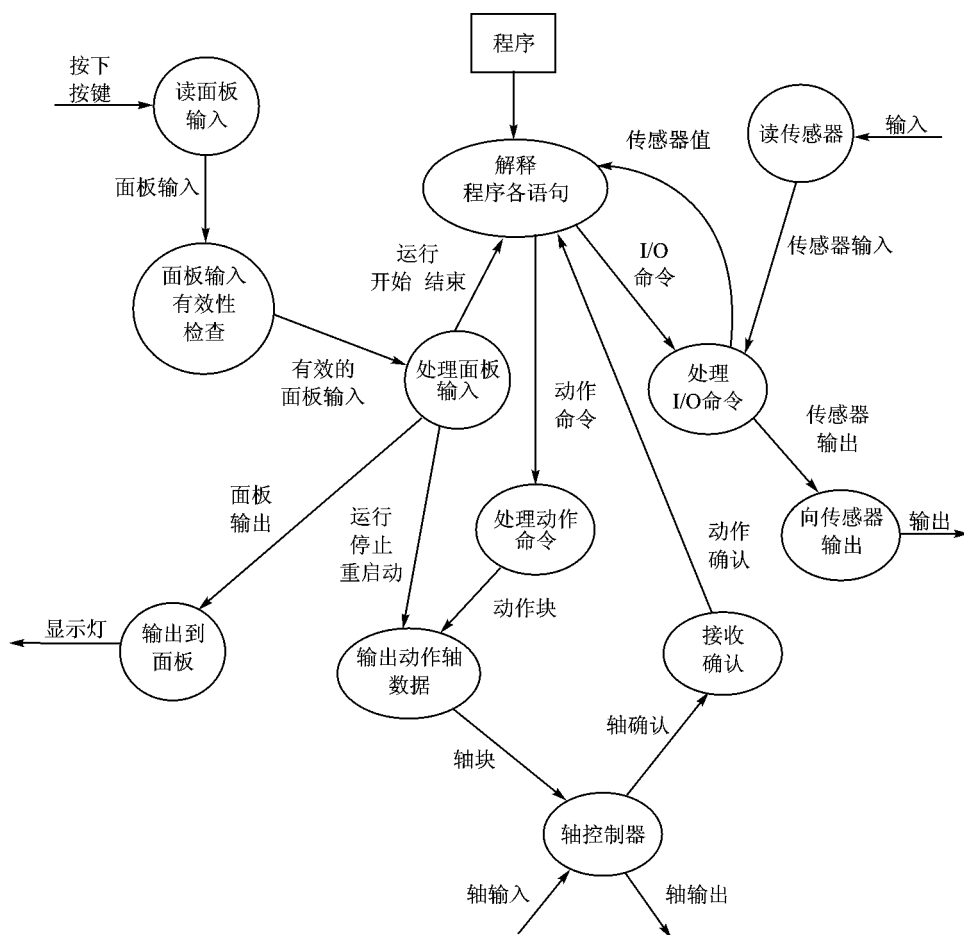 程序
按下
按键
读面板
输入
传感器值
读传感器
输入
解释
程序各语句
面板输入
运行
开始 结束
I/O
命令
传感器输入
面板输入
有效性
检查
有效的
面板输入
处理面板
输入
动作
命令
处理
I/O命令
传感器
输出
面板
输出
运行
停止
重启动
处理动作
命令
动作
确认
向传感器
输出
输出
动作块
显示灯
输出到
面板
输出动作轴
数据
接收
确认
轴块
轴确认
轴控制器
轴输入
轴输出